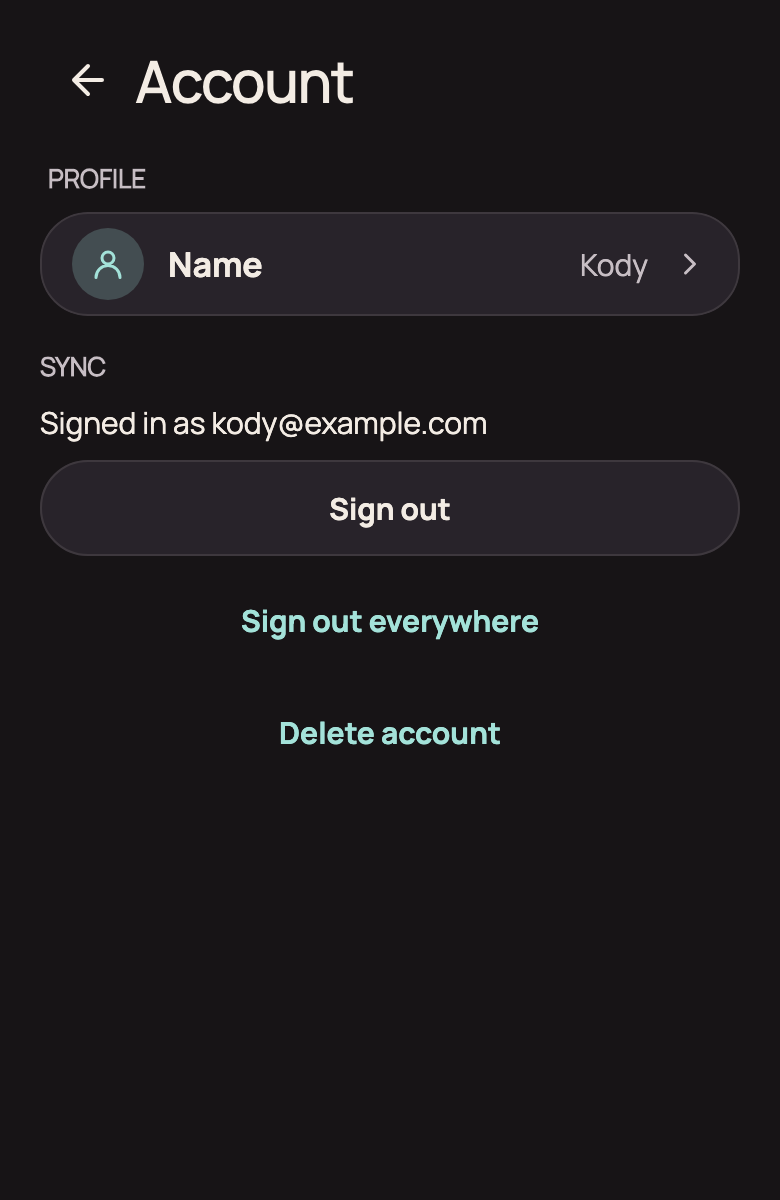 Account
PROFILE
Name Kody
SYNC
Signed in as kody@example.com
Sign out
Sign out everywhere
Delete account